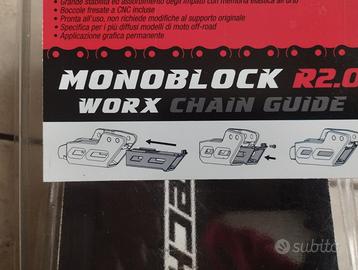 Grande stabilità ed assorbimento degli impatti con memoria elastica all'urto
• Boccole fresate a CNC incluse
• Pronta all'uso, non richiede modifiche al supporto originale
• Specifica per i più diffusi modelli di moto off-road
• Applicazione grafica permanente
MONOBLOCK R2.0
WORX CHAIN GUIDE
subito